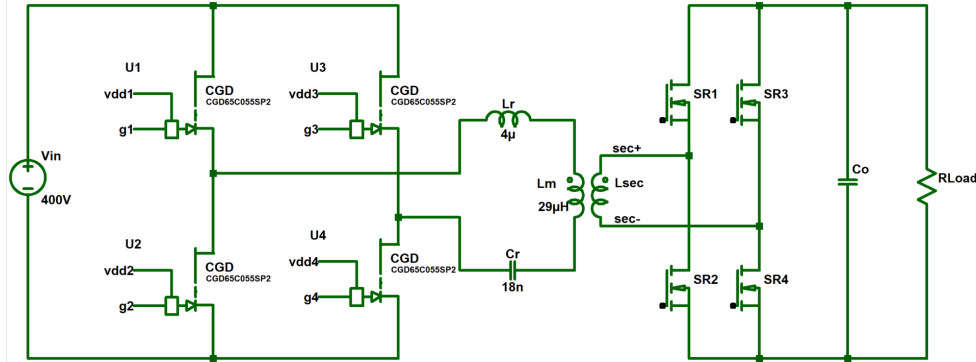 U1
vdd1
g1
CGD
CGD65C055SP2
U3
vdd3
g3
CGD
CGD65C055SP2
Vin
400V
U2
vdd2
g2
CGD
CGD65C055SP2
U4
vdd4
g4
CGD
CGD65C055SP2
Lr
4µ
Lm
29µH
Cr
18n
sec+
Lsec
sec-
SR1
SR3
SR2
SR4
Co
RLoad